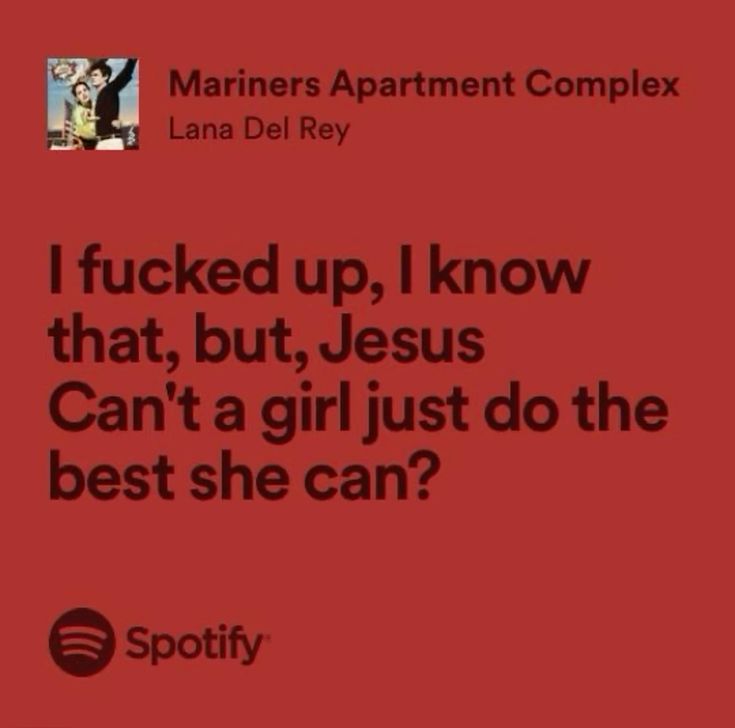 Mariners Apartment Complex
Lana Del Rey
I fucked up, I know
that, but, Jesus
Can't a girl just do the
best she can?
Spotify